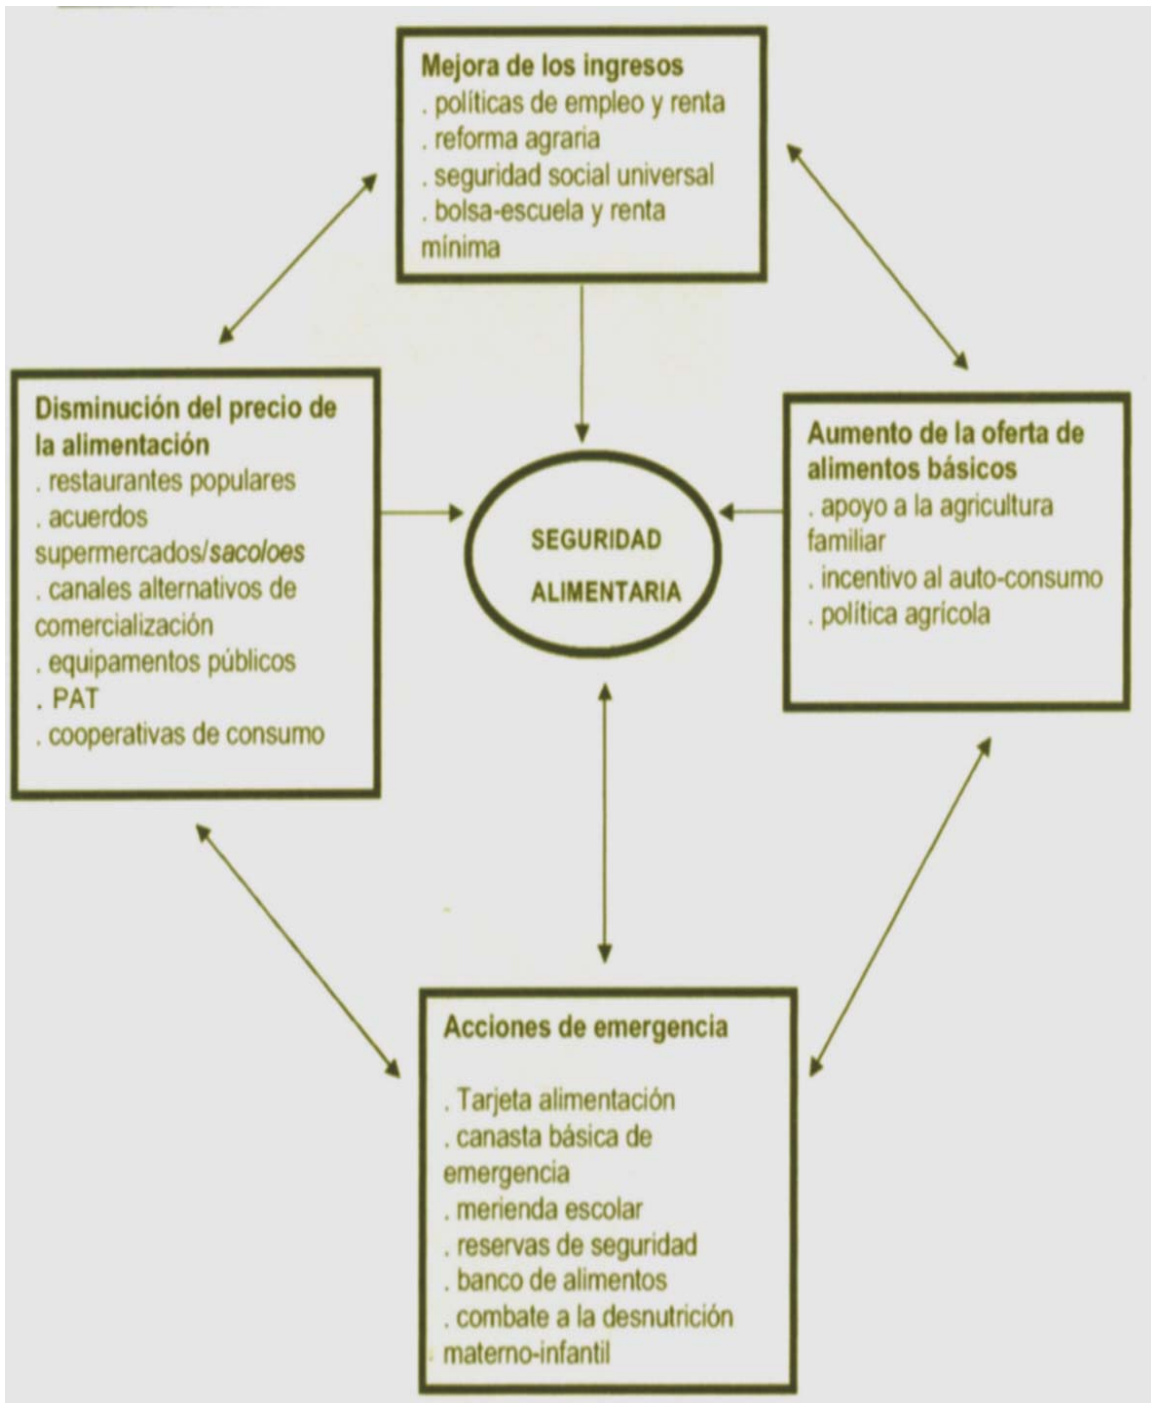 Mejora de los ingresos
. políticas de empleo y renta
. reforma agraria
. seguridad social universal
. bolsa-escuela y renta
mínima
Disminución del precio de
la alimentación
. restaurantes populares
. acuerdos
supermercados/sacoloes
. canales alternativos de
comercialización
. equipamentos públicos
. PAT
. cooperativas de consumo
SEGURIDAD
ALIMENTARIA
Aumento de la oferta de
alimentos básicos
. apoyo a la agricultura
familiar
. incentivo al auto-consumo
. política agrícola
Acciones de emergencia
. Tarjeta alimentación
. canasta básica de
emergencia
. merienda escolar
. reservas de seguridad
. banco de alimentos
. combate a la desnutrición
materno-infantil